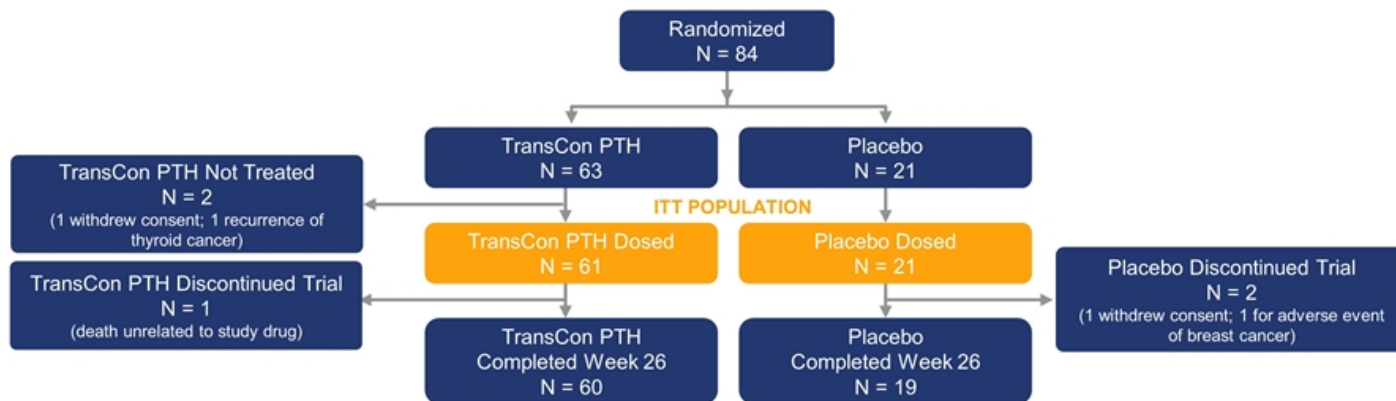 Randomized
N = 84
TransCon PTH
N = 63
Placebo
N = 21
TransCon PTH Not Treated
N = 2
(1 withdrew consent; 1 recurrence of
thyroid cancer)
ITT POPULATION
TransCon PTH Dosed
N = 61
Placebo Dosed
N = 21
TransCon PTH Discontinued Trial
N = 1
(death unrelated to study drug)
Placebo Discontinued Trial
N = 2
(1 withdrew consent; 1 for adverse event
of breast cancer)
TransCon PTH
Completed Week 26
N = 60
Placebo
Completed Week 26
N = 19